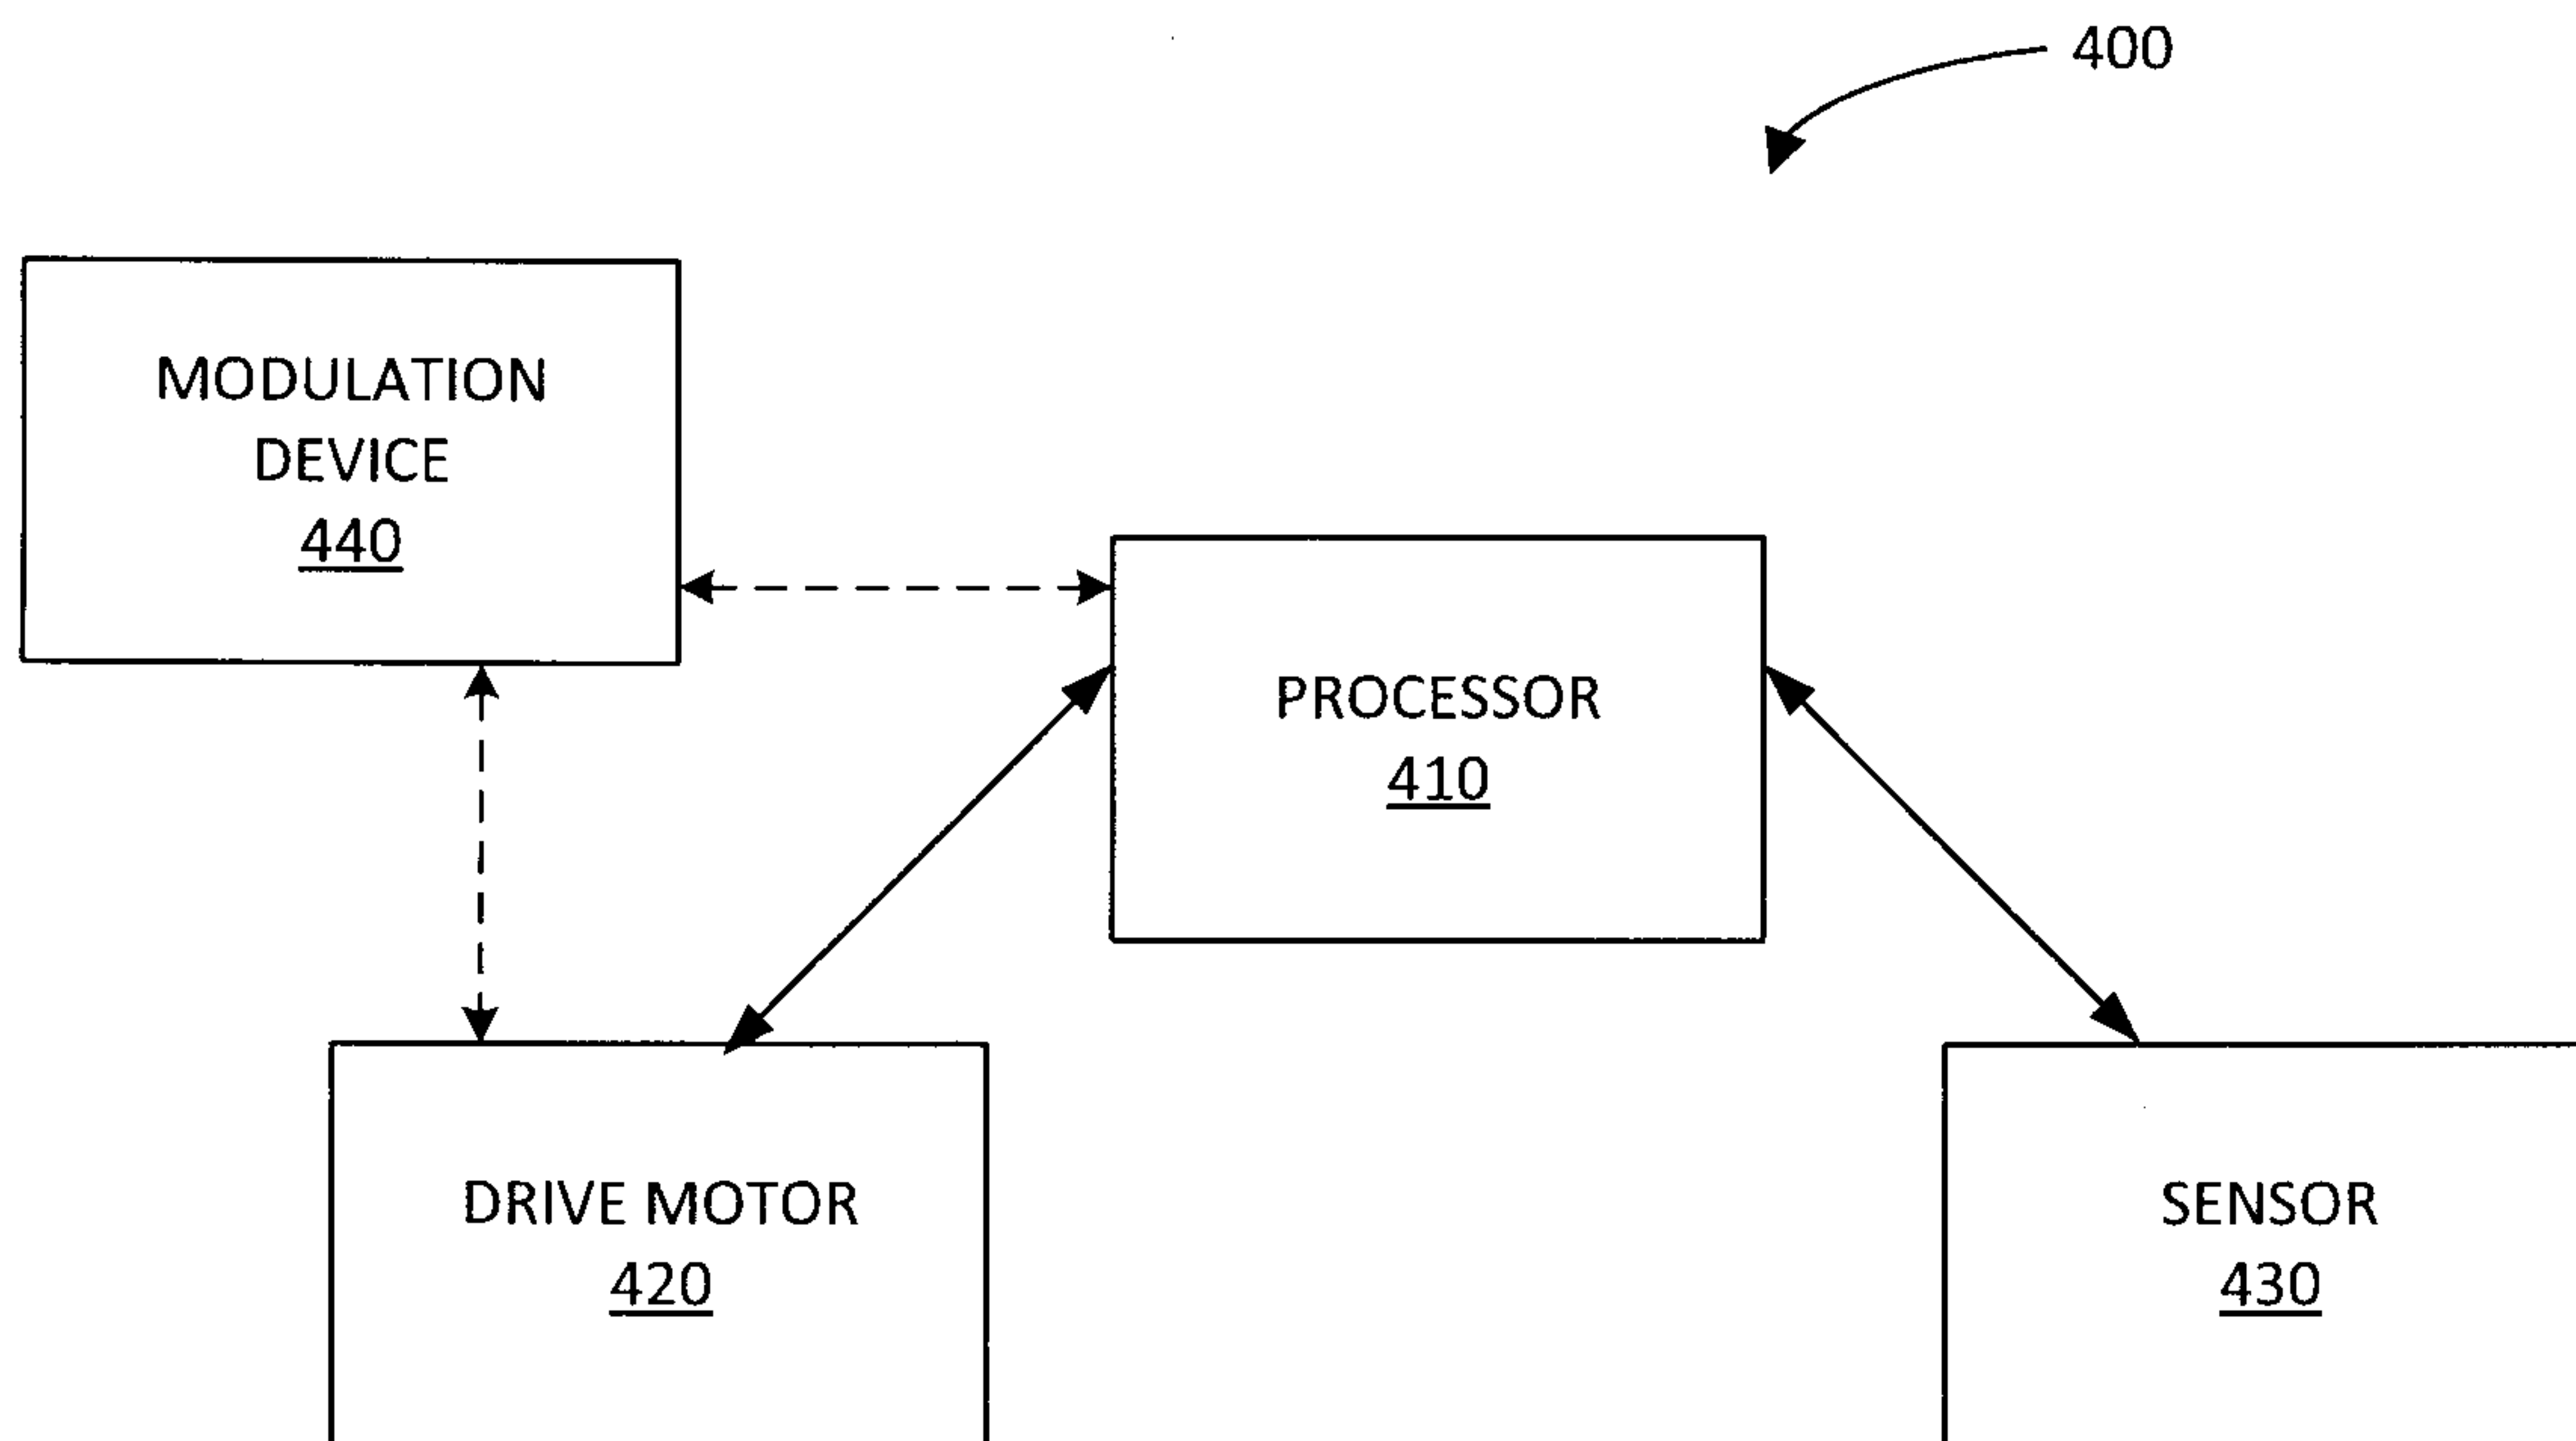 400
MODULATION
DEVICE
440
PROCESSOR
410
DRIVE MOTOR
420
SENSOR
430